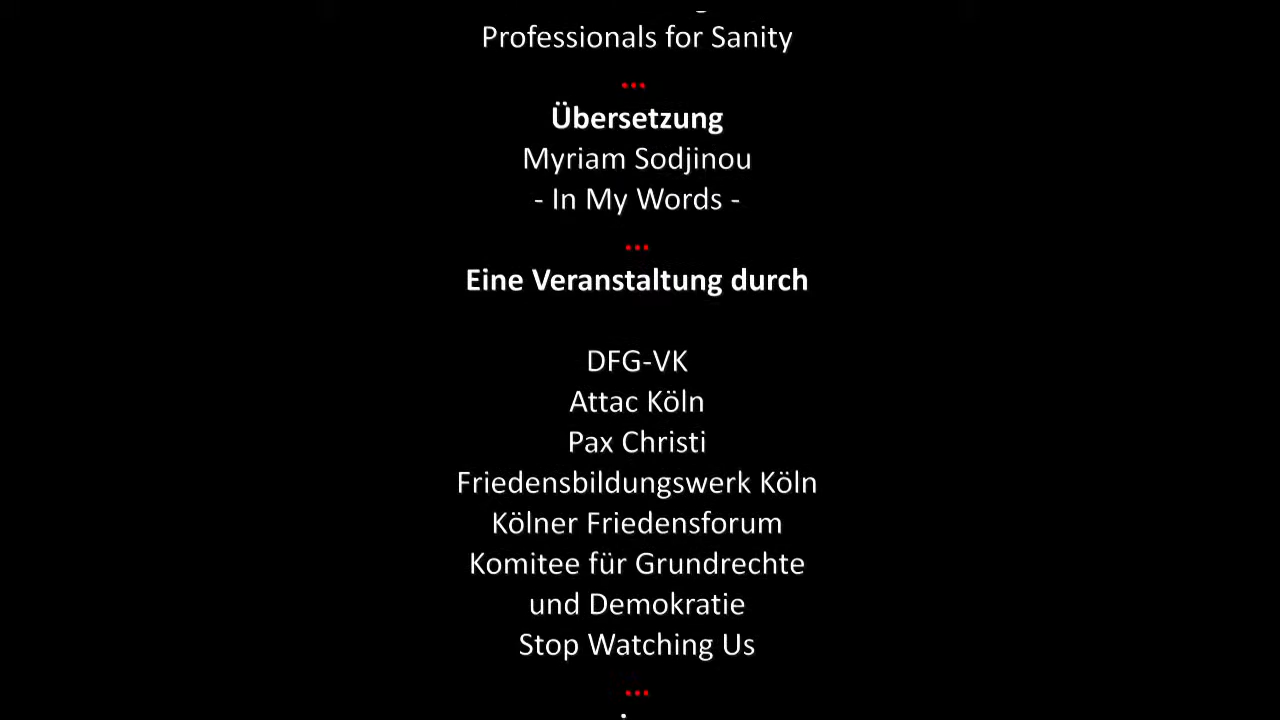 Professionals for Sanity
...
Übersetzung
Myriam Sodjinou
- In My Words -
...
Eine Veranstaltung durch
DFG-VK
Attac Köln
Pax Christi
Friedensbildungswerk Köln
Kölner Friedensforum
Komitee für Grundrechte
und Demokratie
Stop Watching Us
...